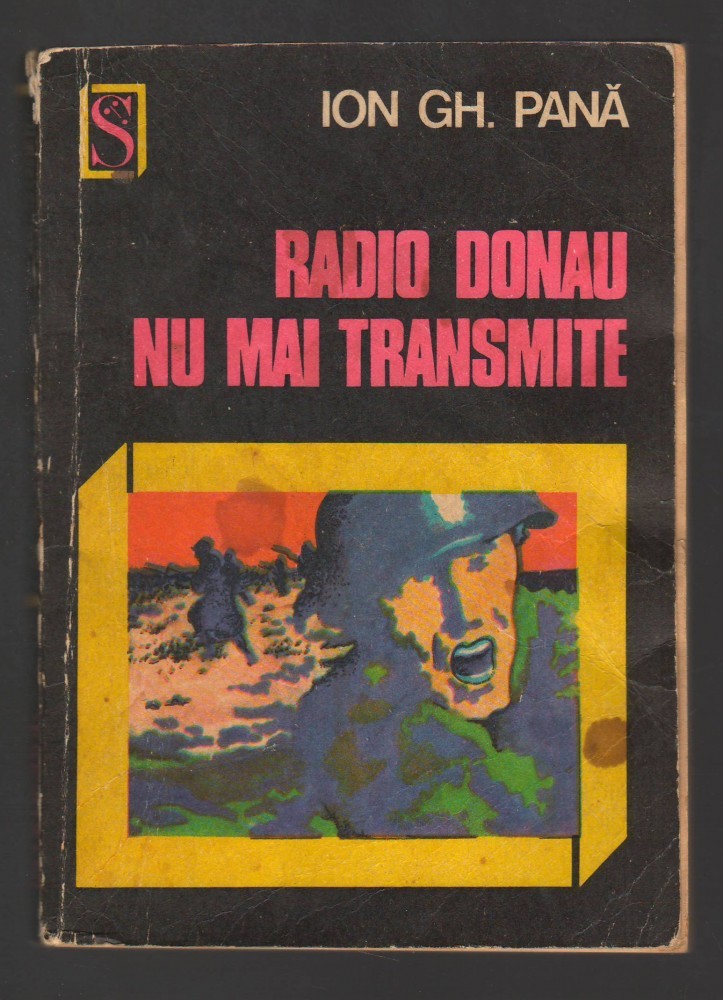 S
ION GH. PANĂ
RADIO DONAU
NU MAI TRANSMITE